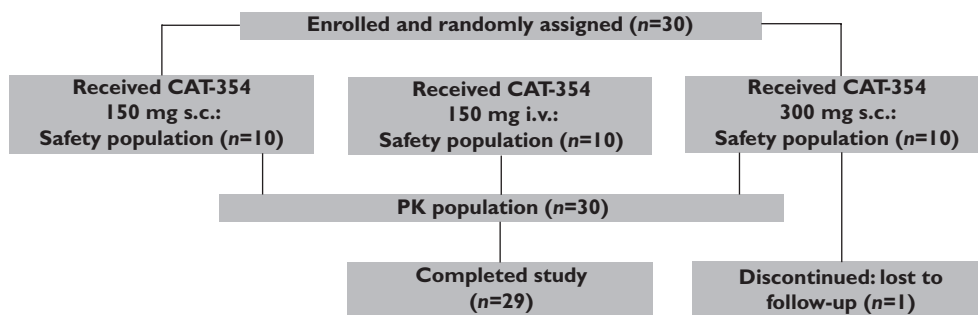 Enrolled and randomly assigned (n=30)
Received CAT-354
150 mg s.c.:
Safety population (n=10)
Received CAT-354
150 mg i.v.:
Safety population (n=10)
Received CAT-354
300 mg s.c.:
Safety population (n=10)
PK population (n=30)
Completed study
(n=29)
Discontinued: lost to
follow-up (n=1)